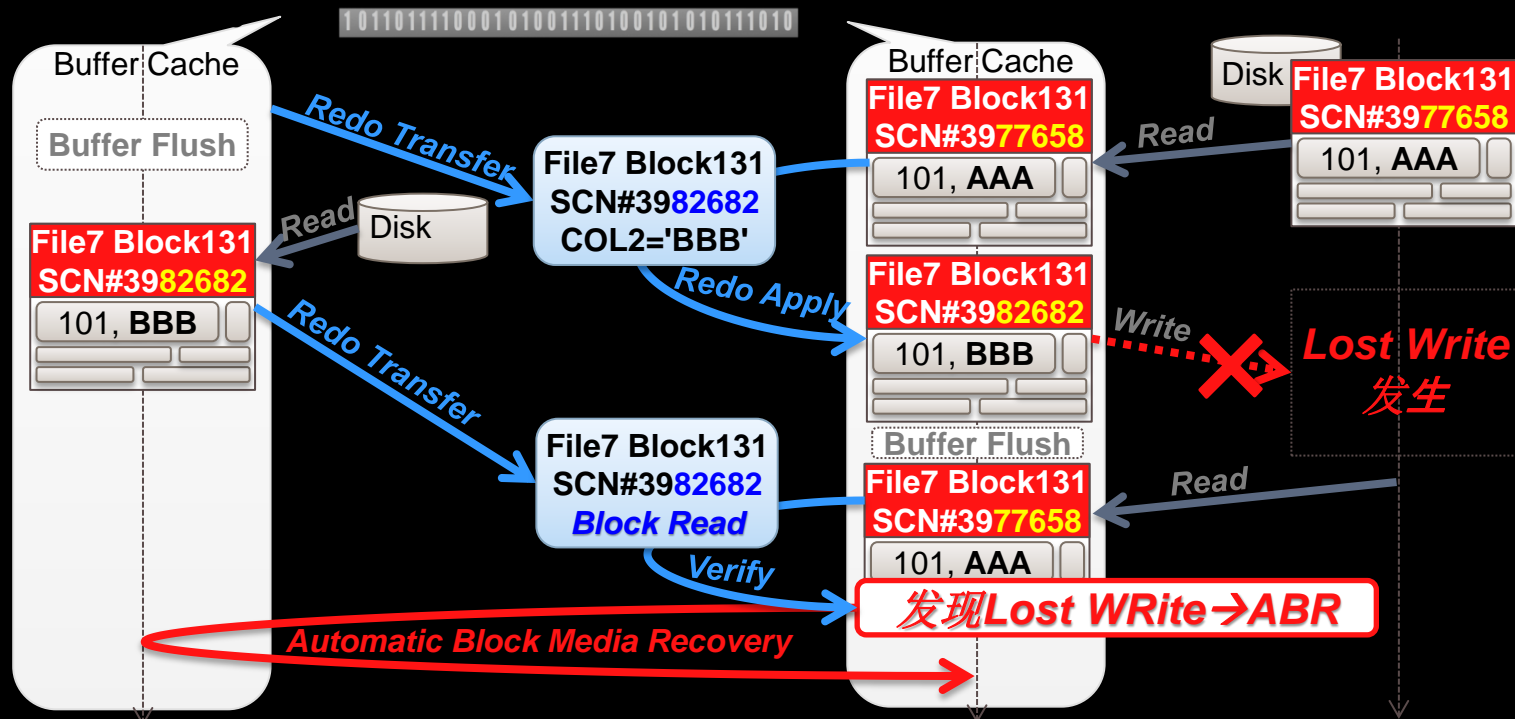 101101111000101001110100101010111010
Buffer Cache
Buffer Flush
Redo Transfer
Read
Disk
File7 Block131
SCN#3982682
101, BBB
Redo Transfer
File7 Block131
SCN#3982682
COL2='BBB'
Redo Apply
File7 Block131
SCN#3982682
Block Read
Verify
Automatic Block Media Recovery
Buffer Cache
File7 Block131
SCN#3977658
101, AAA
File7 Block131
SCN#3982682
101, BBB
Buffer Flush
File7 Block131
SCN#3977658
101, AAA
发现Lost WRite→ABR
Disk
File7 Block131
SCN#3977658
101, AAA
Read
Write
Lost Write
发生
Read